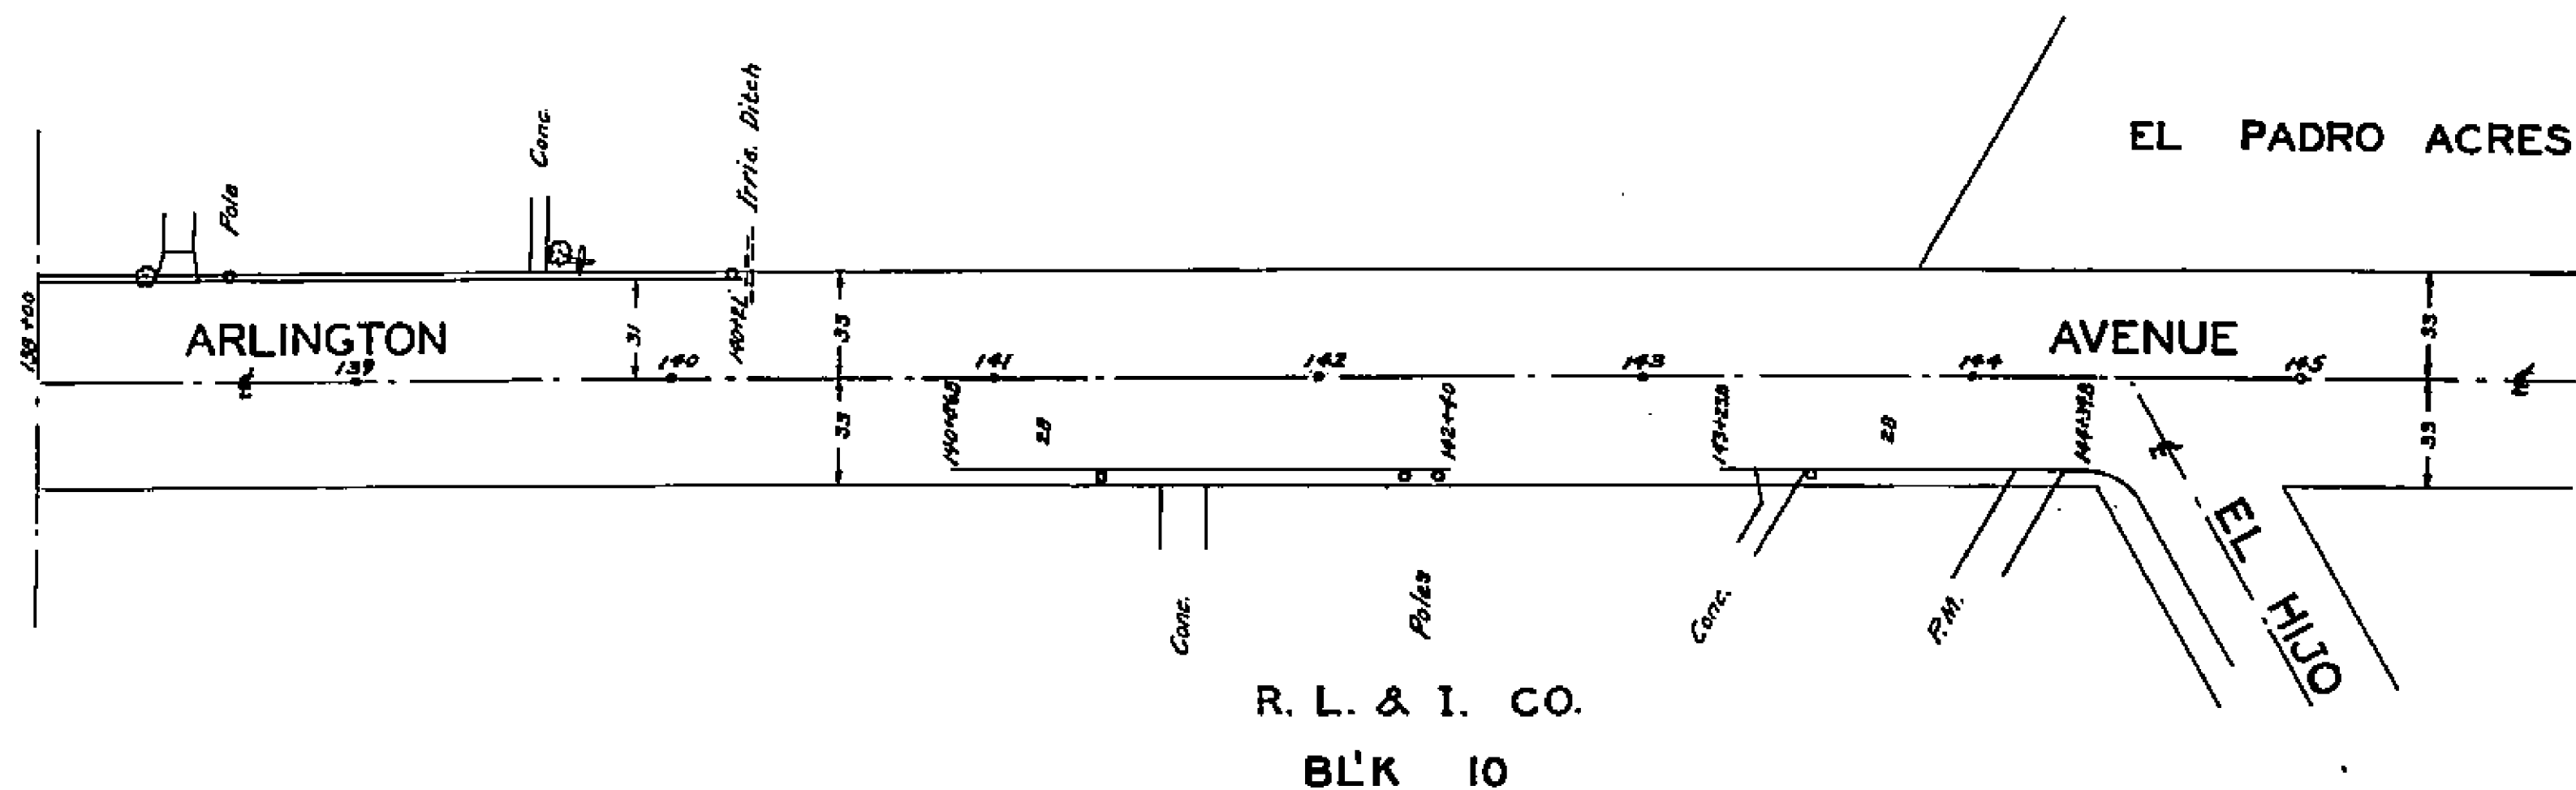 EL PADRO ACRES
Irrig. Ditch
Conc.
Pole
138+00
ARLINGTON
AVENUE
31
33
33
139
140
141
142
143
144
145
33
33
28
142+40
28
Conc.
Poles
Conc.
P.M.
EL HIJO
R. L. & I. CO.
BL'K 10